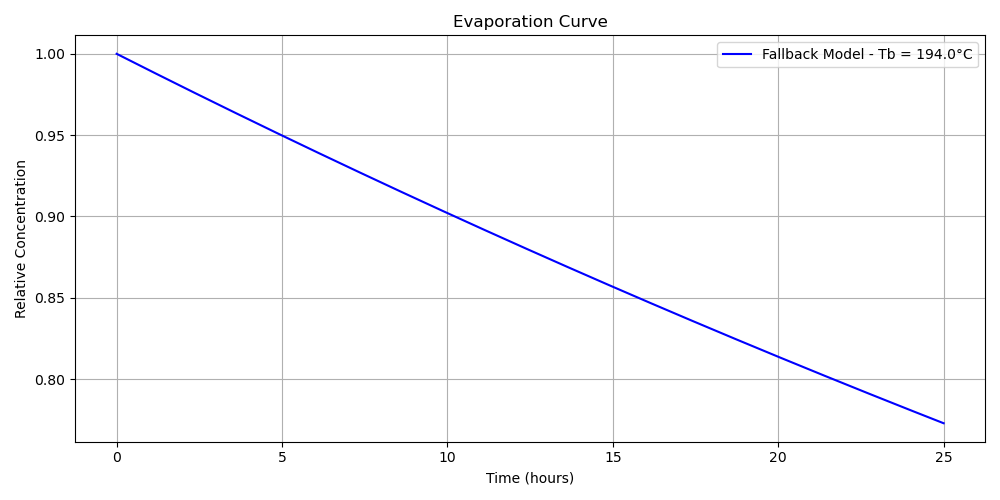 Evaporation Curve
Fallback Model - Tb = 194.0°C
Relative Concentration
1.00
0.95
0.90
0.85
0.80
0 5 10 15 20 25
Time (hours)